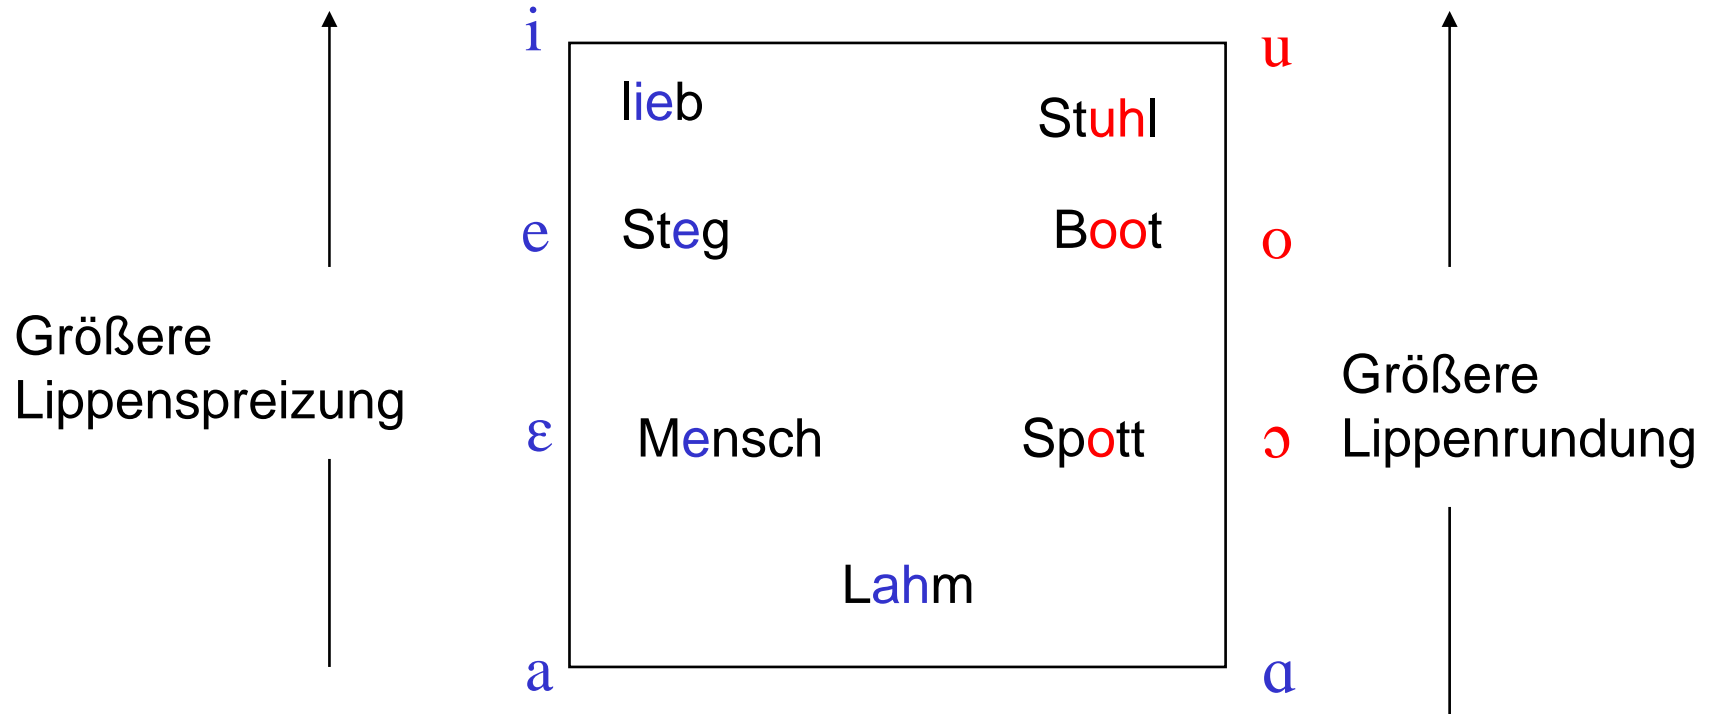 i
u
lieb
Stuhl
e
Steg
Boot
o
Größere
Lippenspreizung
Größere
Lippenrundung
ɛ
Mensch
Spott
ɔ
Lahm
a
ɑ